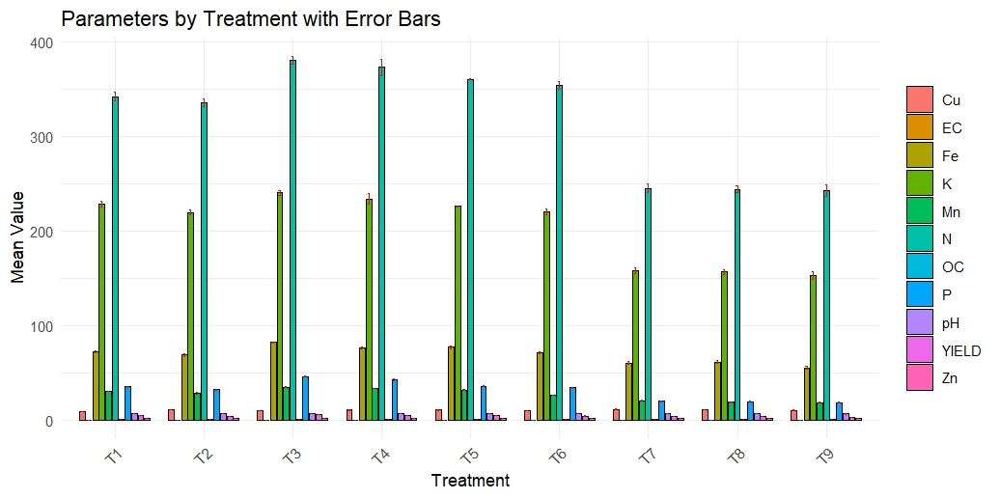 Parameters by Treatment with Error Bars
Mean Value
400
300
200
100
0
T1 T2 T3 T4 T5 T6 T7 T8 T9
Treatment
Cu
EC
Fe
K
Mn
N
OC
P
pH
YIELD
Zn